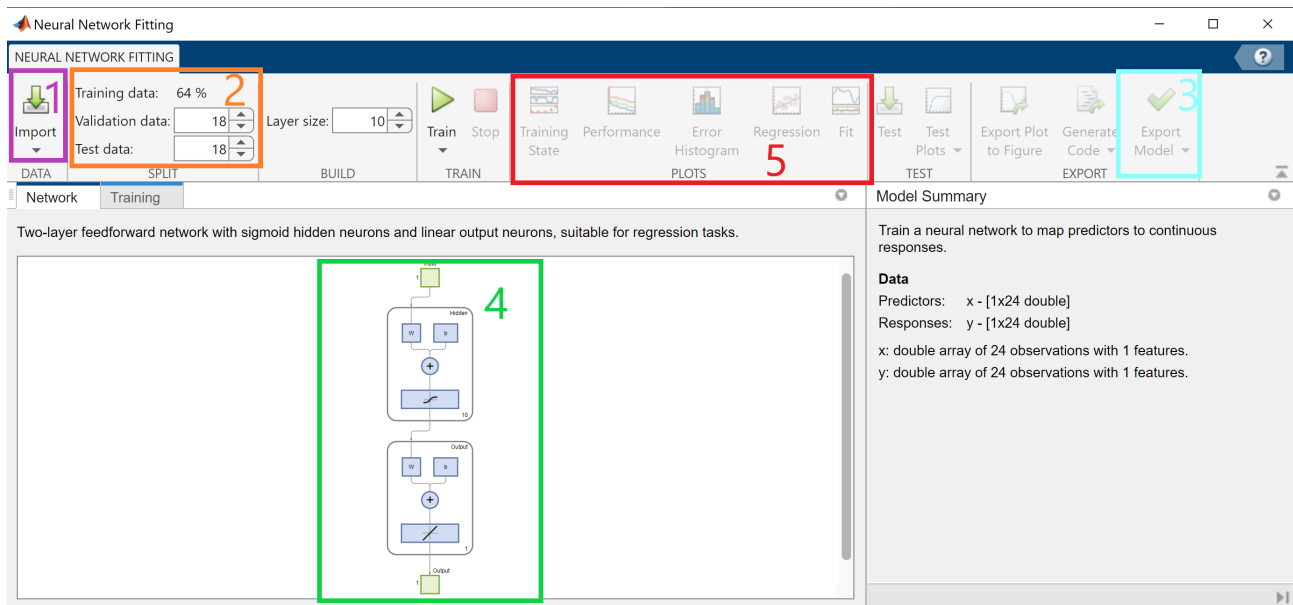 Neural Network Fitting
NEURAL NETWORK FITTING
1
Import
DATA
2
Training data: 64 %
Validation data: 18
Test data: 18
SPLIT
Layer size: 10
BUILD
Train
Stop
TRAIN
Training
State
Performance
Error
Histogram
Regression
Fit
5
PLOTS
Test
Test
Plots
TEST
Export Plot
to Figure
Generate
Code
3
Export
Model
EXPORT
Network
Training
Two-layer feedforward network with sigmoid hidden neurons and linear output neurons, suitable for regression tasks.
4
Input
1
Hidden
W
b
+
10
Output
W
b
+
1
Output
1
Model Summary
Train a neural network to map predictors to continuous
responses.
Data
Predictors: x - [1x24 double]
Responses: y - [1x24 double]
x: double array of 24 observations with 1 features.
y: double array of 24 observations with 1 features.